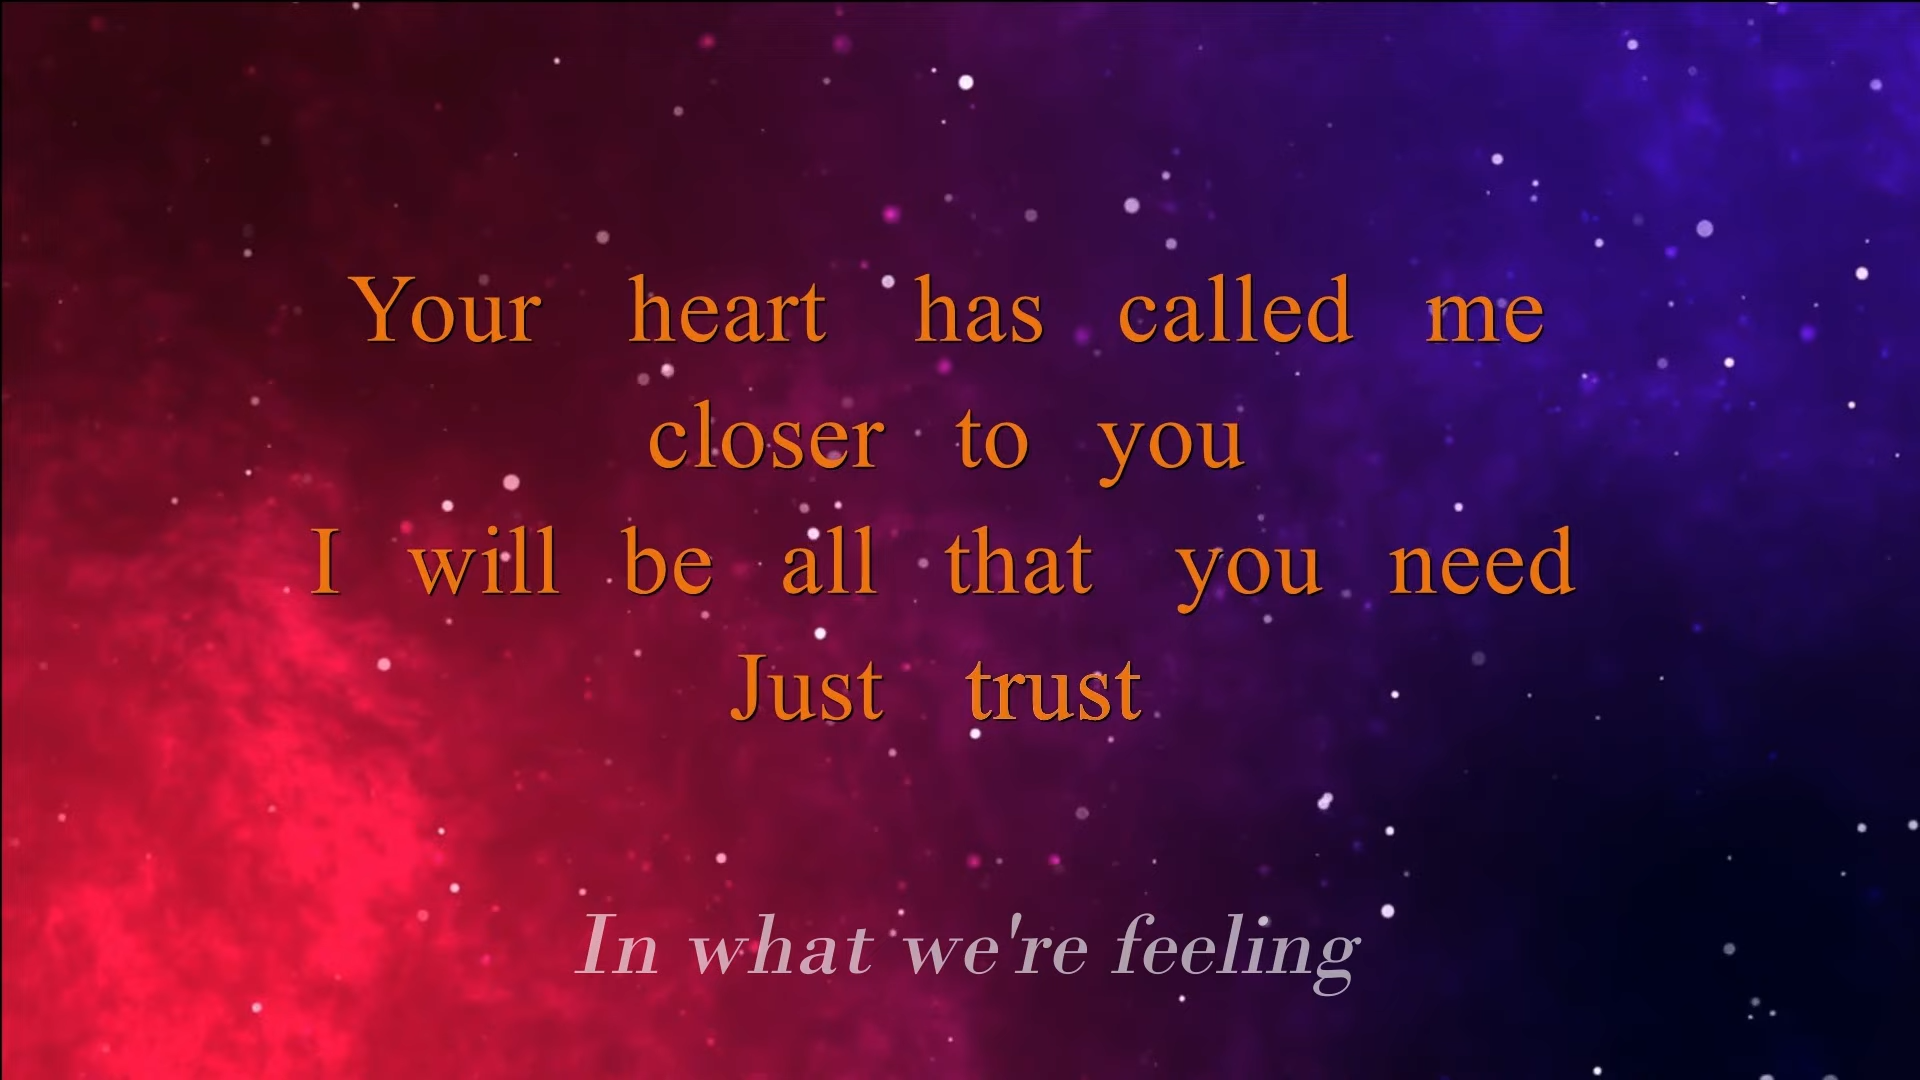 Your heart has called me
closer to you
I will be all that you need
Just trust
In what we're feeling